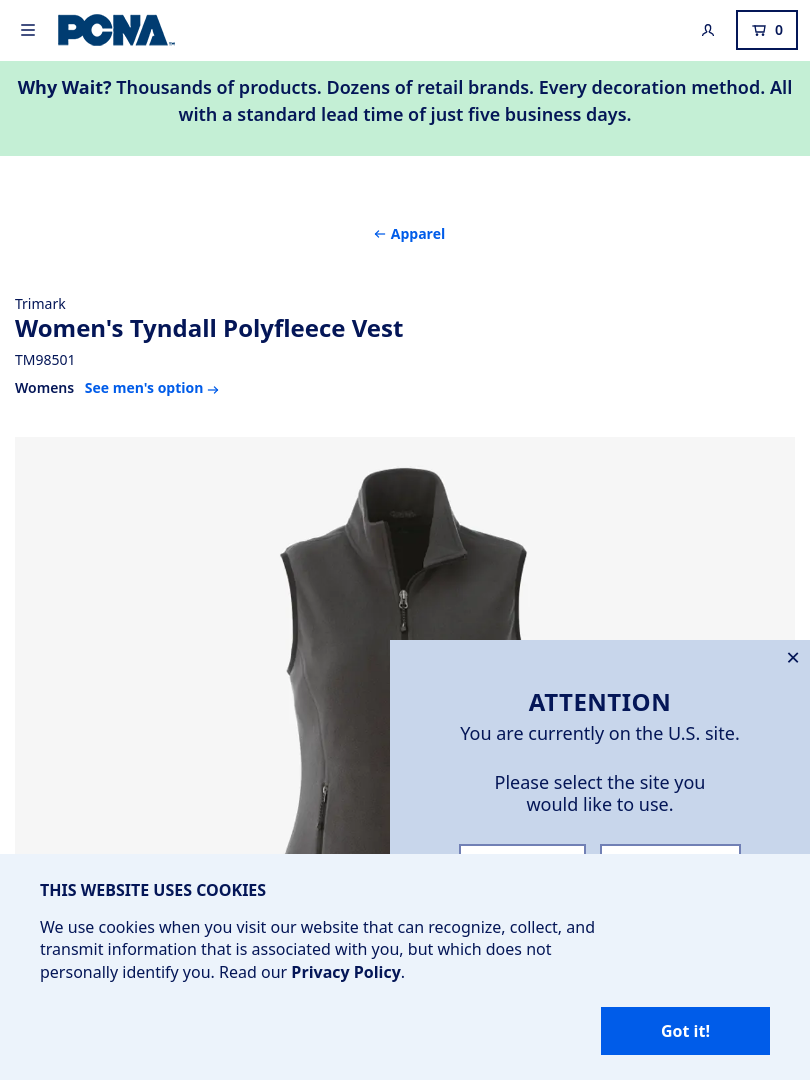 PCNA
0
Why Wait? Thousands of products. Dozens of retail brands. Every decoration method. All
with a standard lead time of just five business days.
← Apparel
Trimark
Women's Tyndall Polyfleece Vest
TM98501
Womens See men's option →
ATTENTION
You are currently on the U.S. site.
Please select the site you
would like to use.
THIS WEBSITE USES COOKIES
We use cookies when you visit our website that can recognize, collect, and
transmit information that is associated with you, but which does not
personally identify you. Read our Privacy Policy.
Got it!